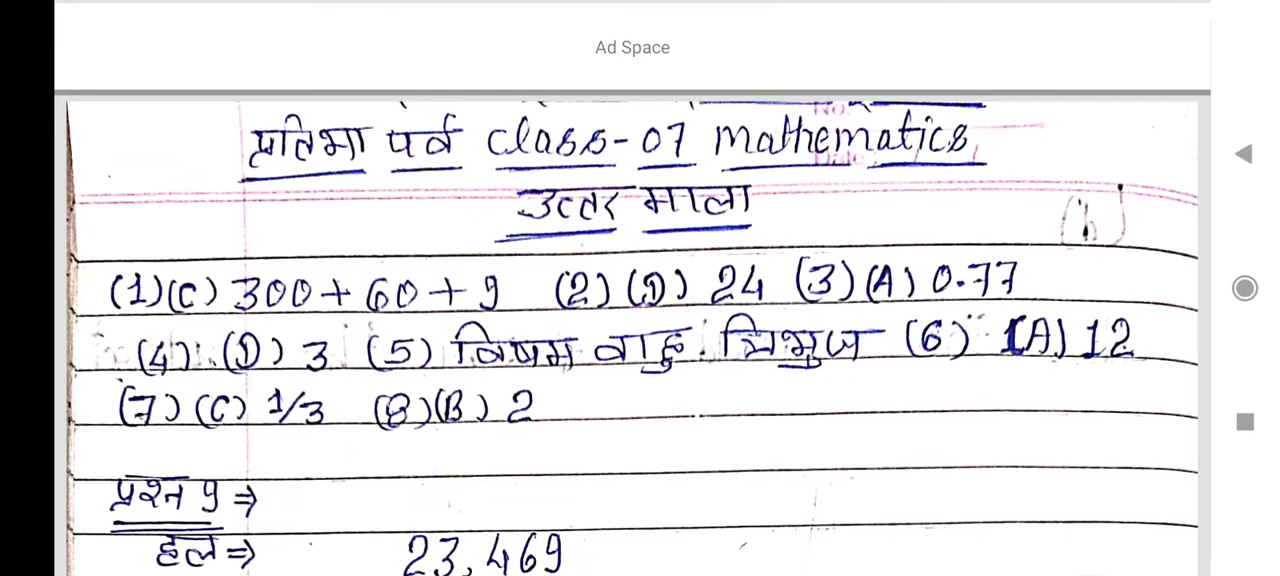 Ad Space
प्रतिभा पर्व class-07 mathematics
उत्तर माला
(1)(C) 300+60+9 (2)(D) 24 (3)(A) 0.77
(4) (D) 3 (5) विषम बाहु त्रिभुज (6) (A) 12
(7)(C) 1/3 (8)(B) 2
प्रश्न 9 ⇒
हल ⇒ 23,469